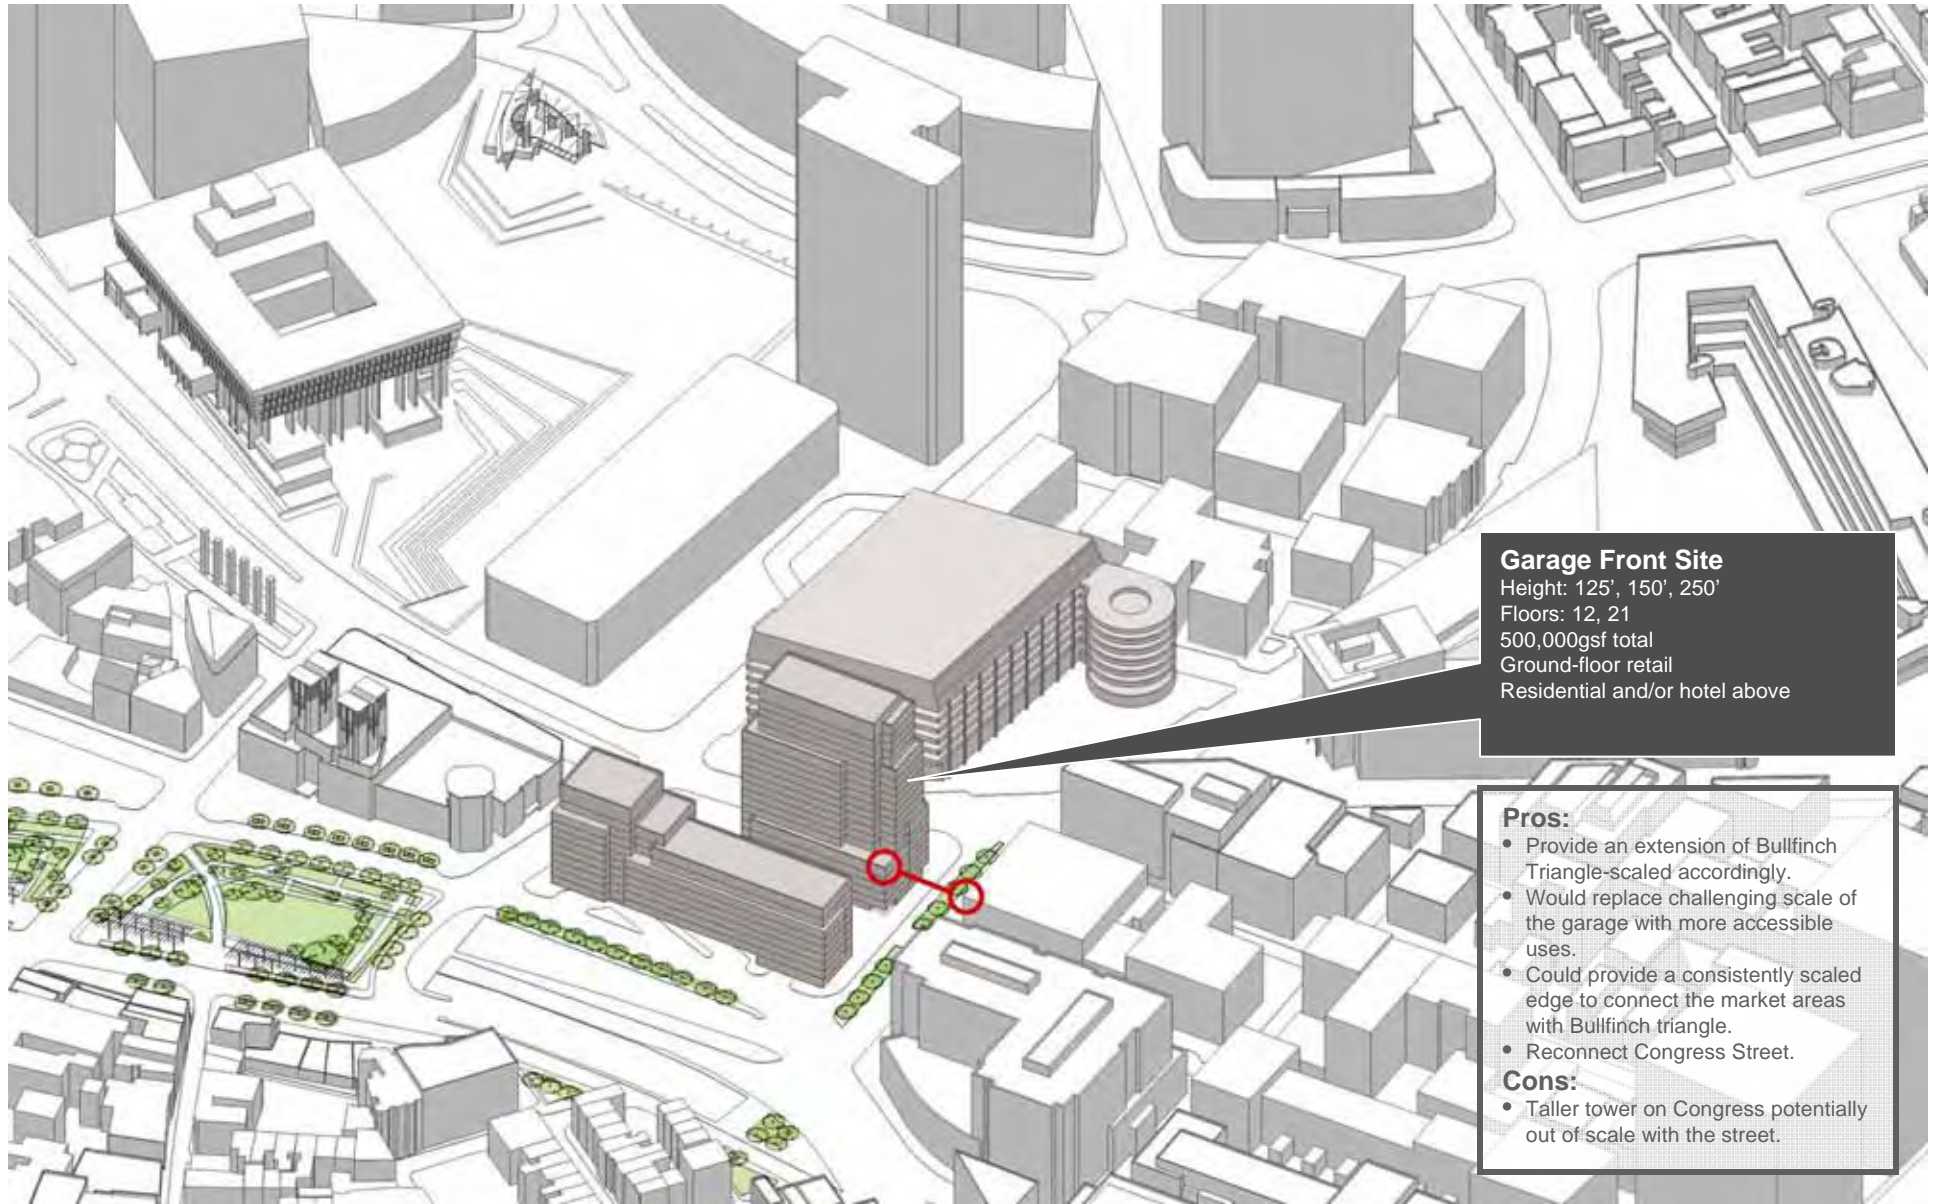 Garage Front Site
Height: 125’, 150’, 250’
Floors: 12, 21
500,000gsf total
Ground-floor retail
Residential and/or hotel above
Pros:
• Provide an extension of Bullfinch
Triangle-scaled accordingly.
• Would replace challenging scale of
the garage with more accessible
uses.
• Could provide a consistently scaled
edge to connect the market areas
with Bullfinch triangle.
• Reconnect Congress Street.
Cons:
• Taller tower on Congress potentially
out of scale with the street.